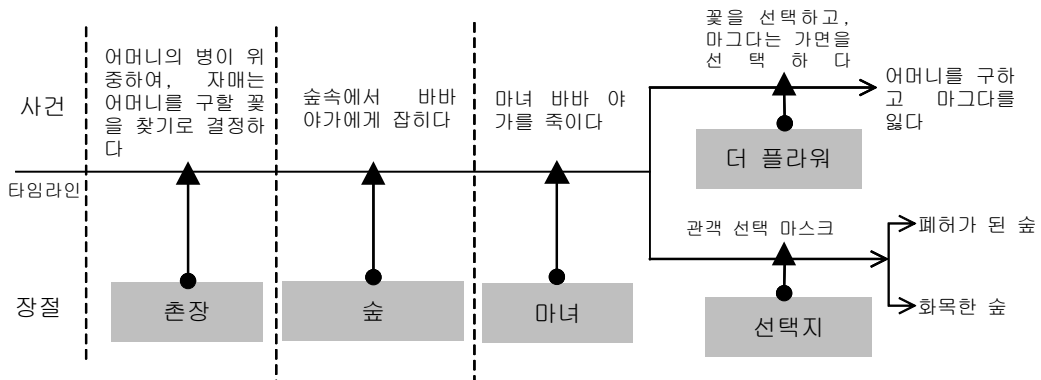 어머니의 병이 위
중하여, 자매는
어머니를 구할 꽃
을 찾기로 결정하
다
숲속에서 바바
야가에게 잡히다
마녀 바바 야
가를 죽이다
꽃을 선택하고,
마그다는 가면을
선택하다
어머니를 구하
고 마그다를
잃다
사건
더 플라워
타임라인
관객 선택 마스크
폐허가 된 숲
화목한 숲
장절
촌장
숲
마녀
선택지